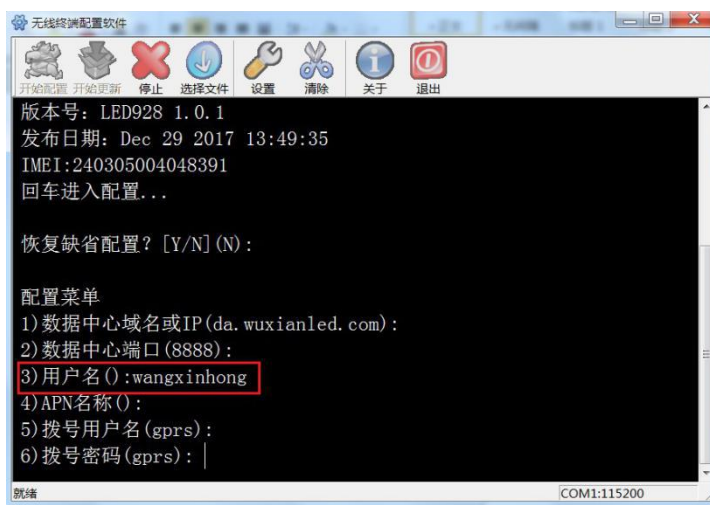 无线终端配置软件
开始配置 开始更新 停止 选择文件 设置 清除 关于 退出
版本号: LED928 1.0.1
发布日期: Dec 29 2017 13:49:35
IMEI:240305004048391
回车进入配置...
恢复缺省配置? [Y/N](N):
配置菜单
1)数据中心域名或IP(da.wuxianled.com):
2)数据中心端口(8888):
3)用户名():wangxinhong
4)APN名称():
5)拨号用户名(gprs):
6)拨号密码(gprs):
就绪 COM1:115200